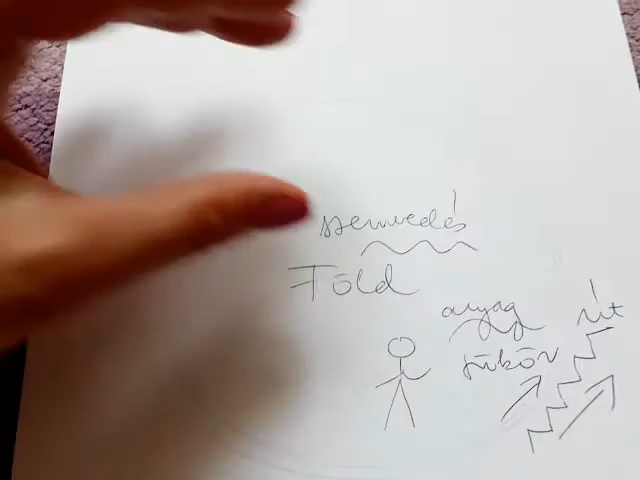 szenvedés
Föld
anyag
tükör
út